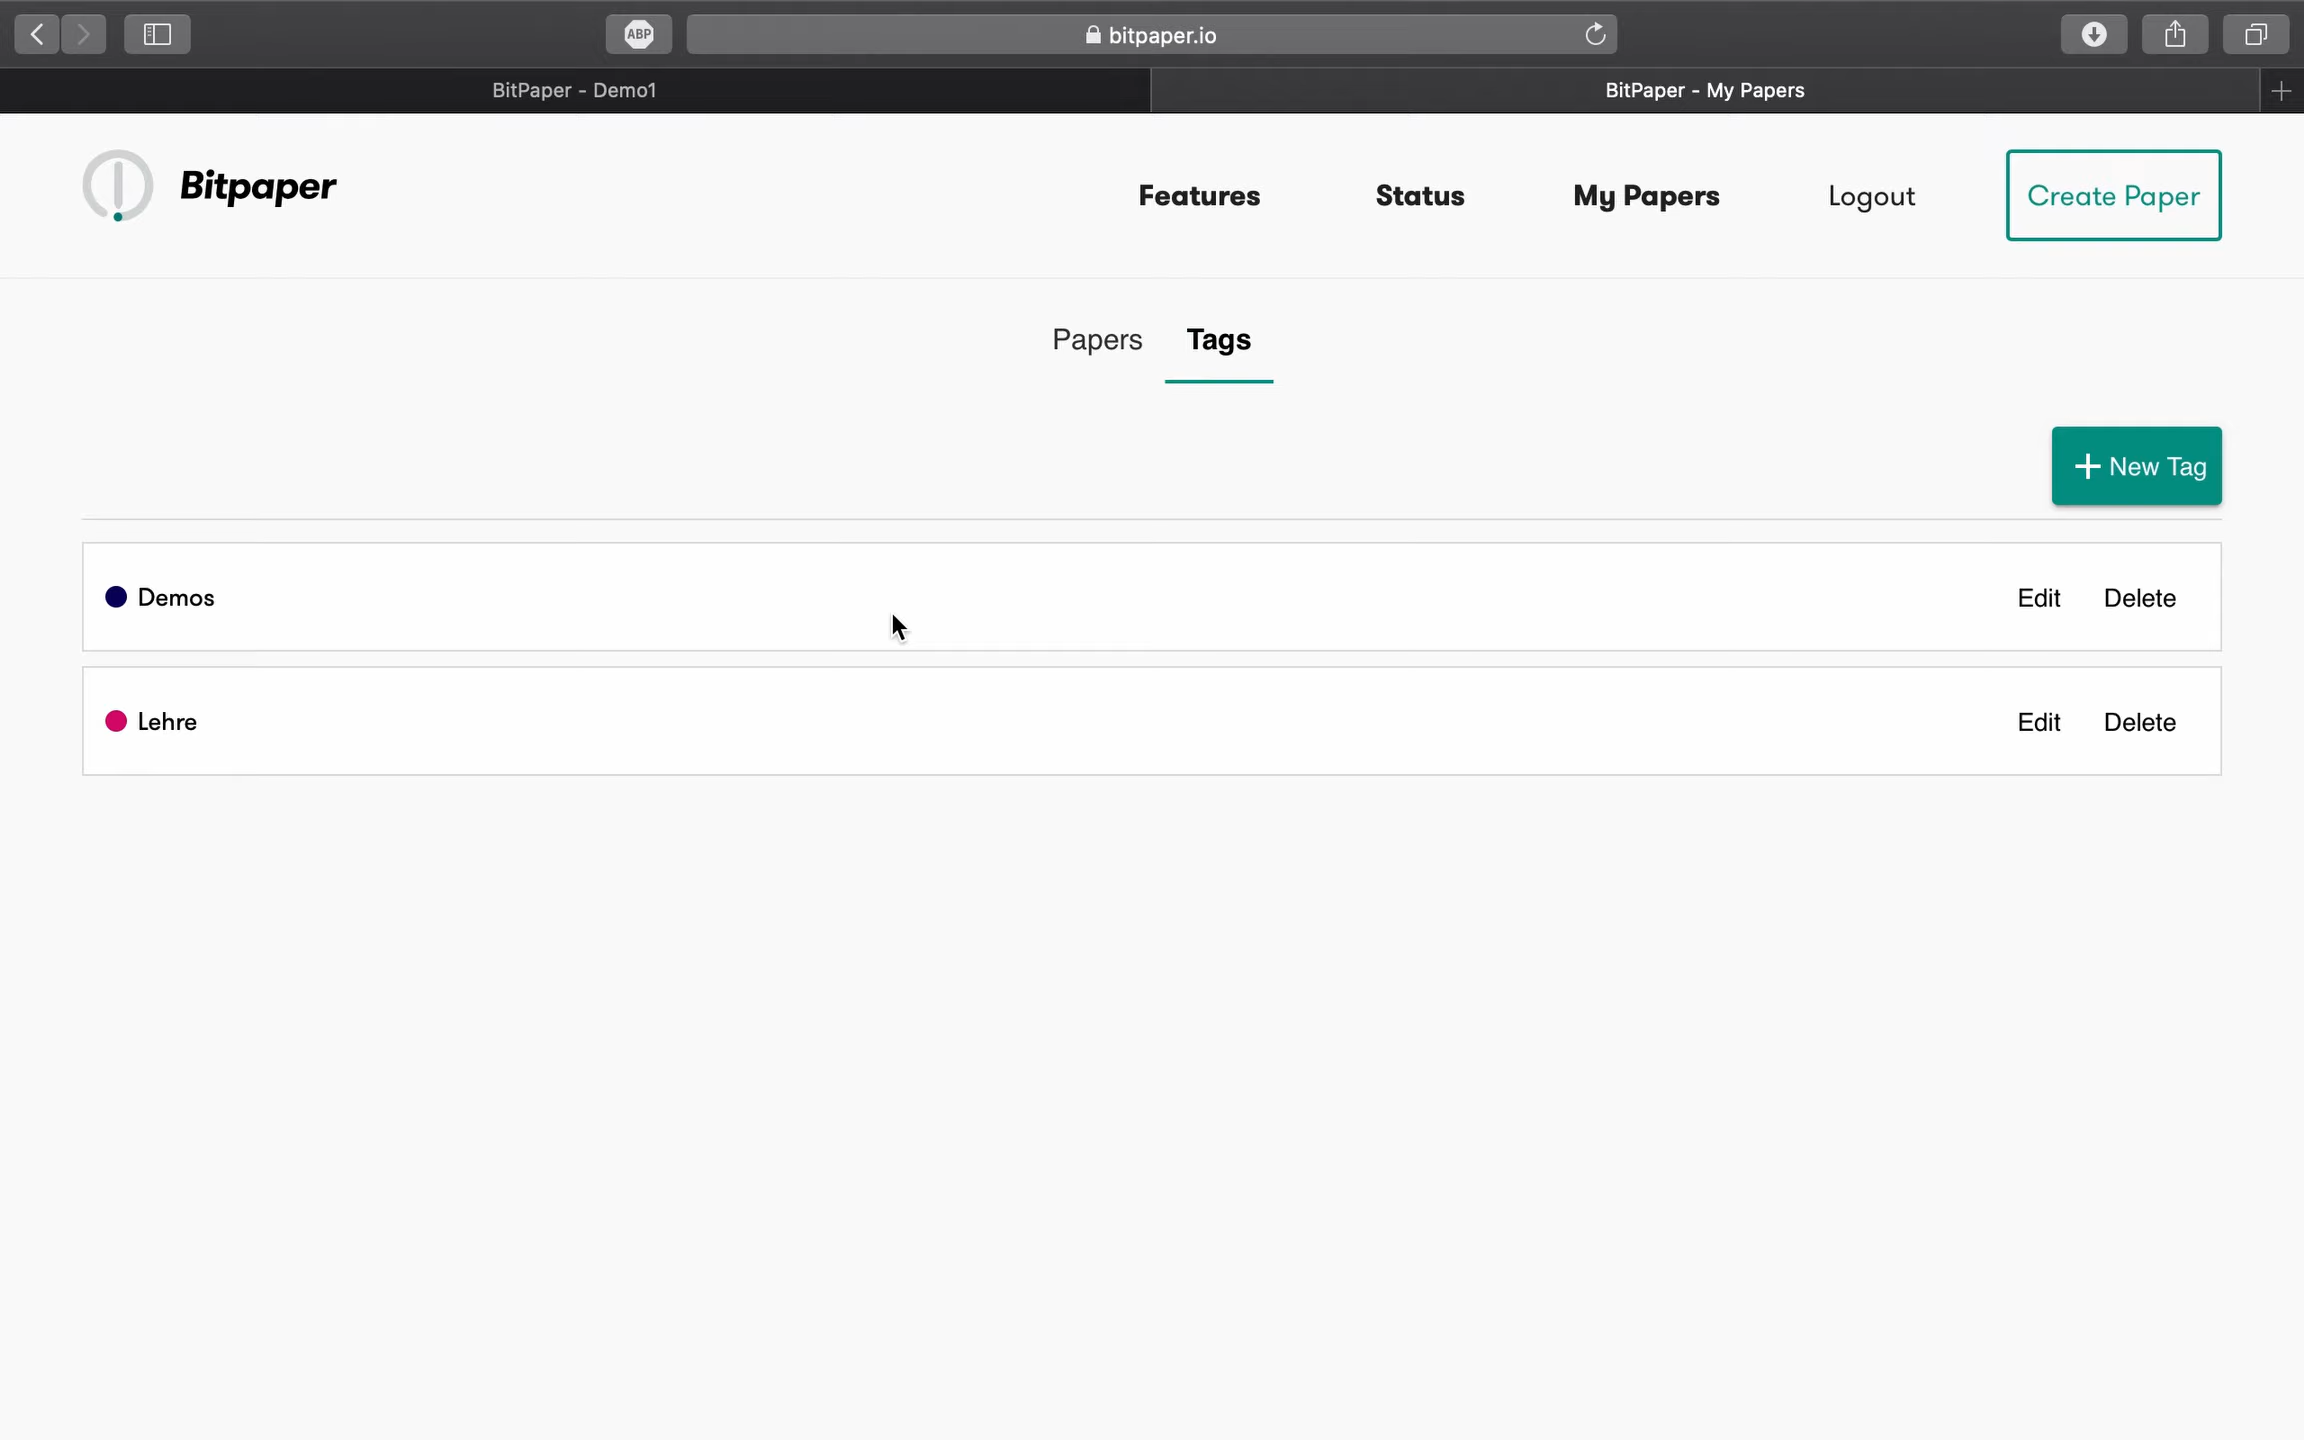 ABP
bitpaper.io
BitPaper - Demo1
BitPaper - My Papers
Bitpaper
Features
Status
My Papers
Logout
Create Paper
Papers
Tags
+ New Tag
Demos
Edit
Delete
Lehre
Edit
Delete